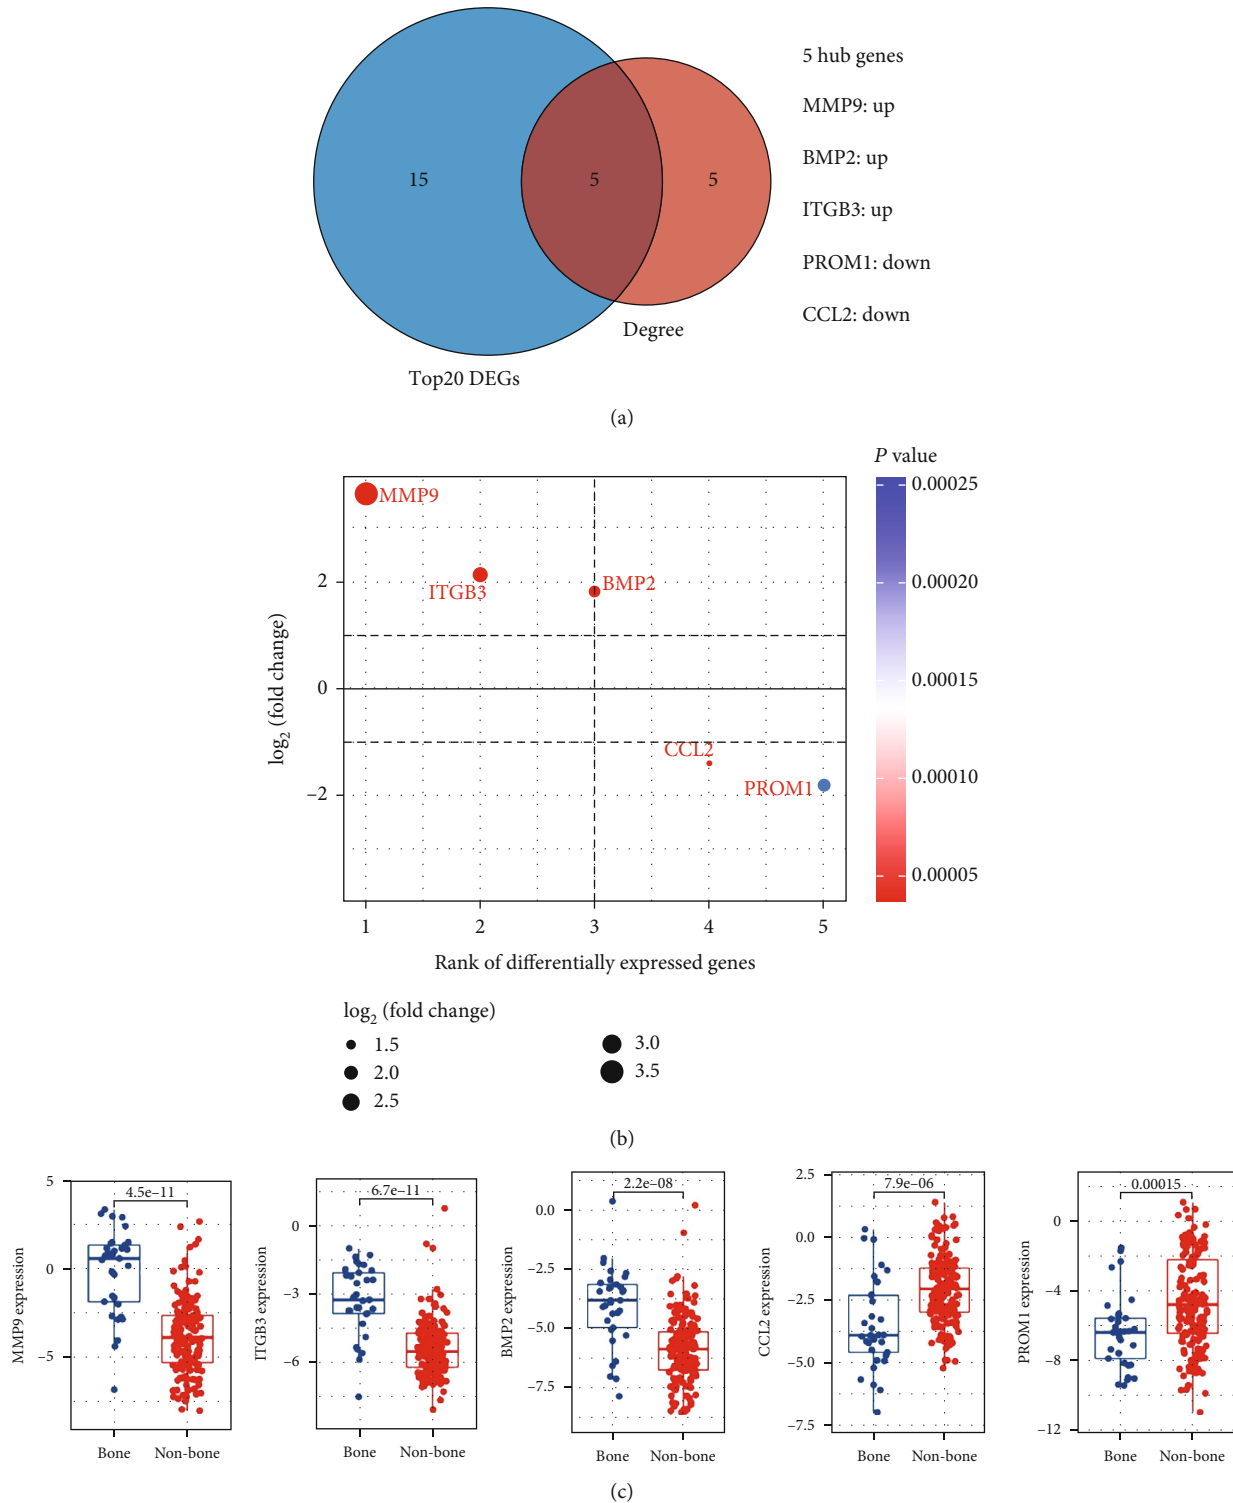 15
5
5
5 hub genes
MMP9: up
BMP2: up
ITGB3: up
PROM1: down
CCL2: down
Degree
Top20 DEGs
(a)
P value
0.00025
0.00020
0.00015
0.00010
0.00005
log2 (fold change)
2
0
−2
MMP9
ITGB3
BMP2
CCL2
PROM1
1 2 3 4 5
Rank of differentially expressed genes
log2 (fold change)
1.5
2.0
2.5
3.0
3.5
(b)
MMP9 expression
5
0
−5
4.5e−11
Bone Non-bone
ITGB3 expression
0
−3
−6
6.7e−11
Bone Non-bone
BMP2 expression
0.0
−2.5
−5.0
−7.5
2.2e−08
Bone Non-bone
CCL2 expression
2.5
0.0
−2.5
−5.0
−7.5
7.9e−06
Bone Non-bone
PROM1 expression
0
−4
−8
−12
0.00015
Bone Non-bone
(c)